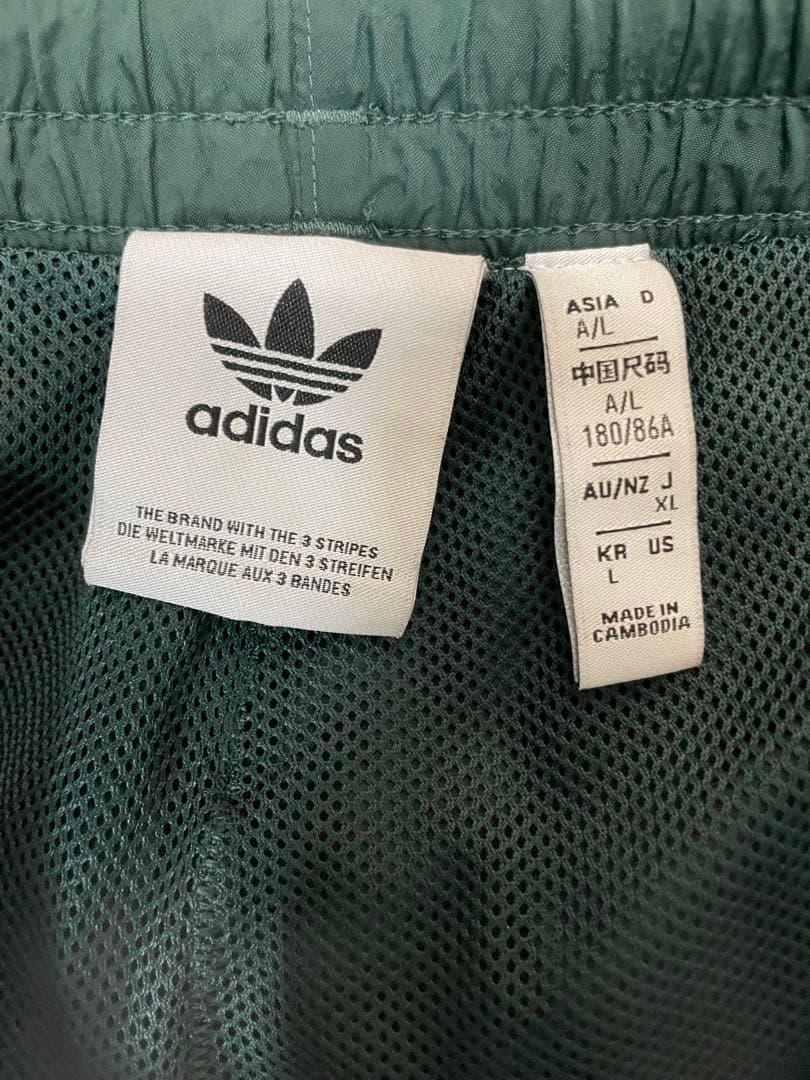 adidas
THE BRAND WITH THE 3 STRIPES
DIE WELTMARKE MIT DEN 3 STREIFEN
LA MARQUE AUX 3 BANDES
ASIA D
A/L
中国尺码
A/L
180/86A
AU/NZ J
XL
KR US
L
MADE IN
CAMBODIA